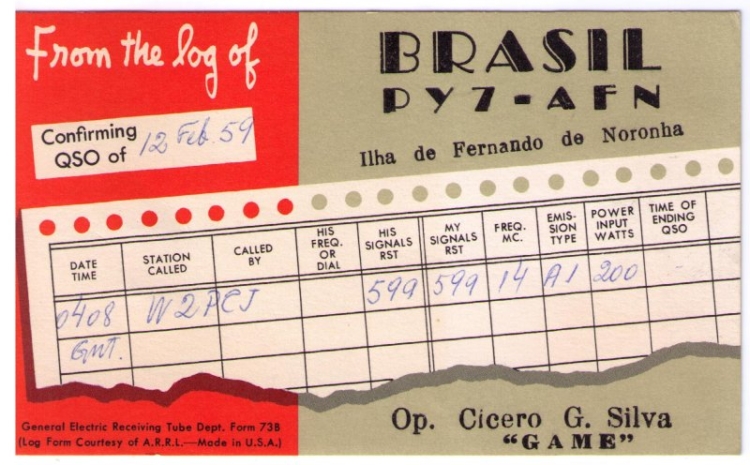 From the log of
BRASIL
PY7-AFN
Confirming
QSO of 12 Feb. 59
Ilha de Fernando de Noronha
DATE TIME STATION CALLED CALLED BY HIS FREQ. OR DIAL HIS SIGNALS RST MY SIGNALS RST FREQ. MC. EMIS- SION TYPE POWER INPUT WATTS TIME OF ENDING QSO
0408 W2PCJ 599 599 14 A1 200
GMT.
General Electric Receiving Tube Dept. Form 73B
(Log Form Courtesy of A.R.R.L.—Made in U.S.A.)
Op. Cicero G. Silva
"GAME"